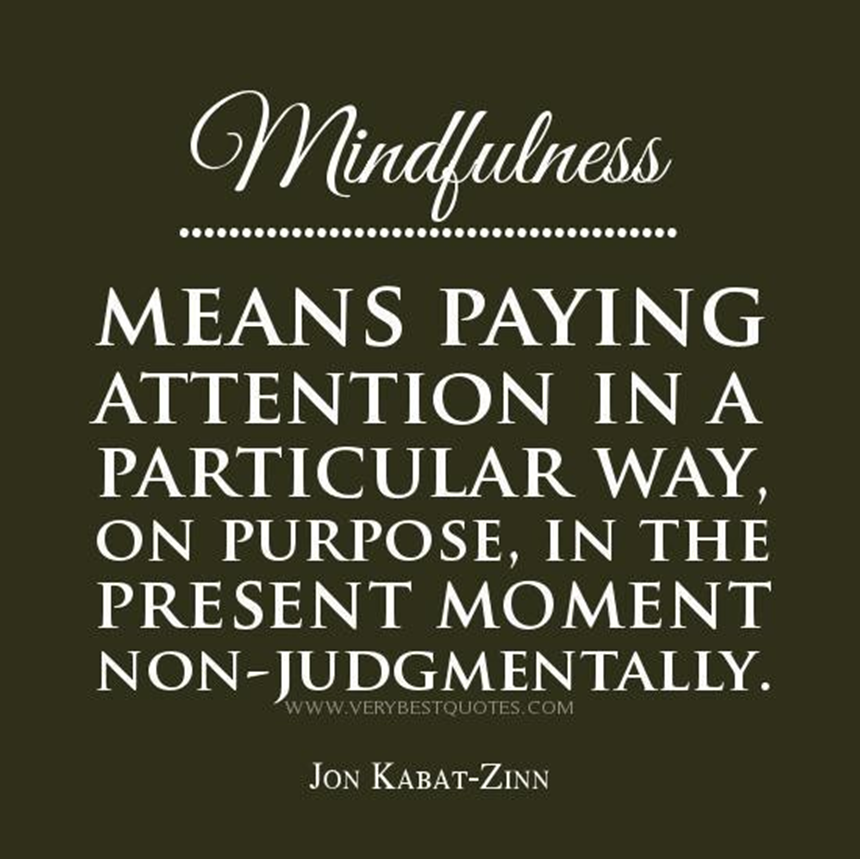 Mindfulness
MEANS PAYING
ATTENTION IN A
PARTICULAR WAY,
ON PURPOSE, IN THE
PRESENT MOMENT
NON-JUDGMENTALLY.
WWW.VERYBESTQUOTES.COM
JON KABAT-ZINN